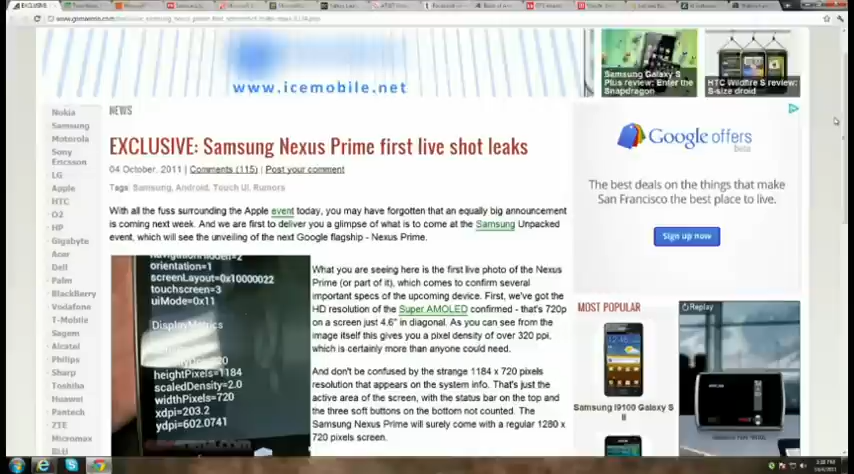 EXCLUSIVE:
www.icemobile.net
Samsung Galaxy S
Plus review: Enter the
Snapdragon
HTC Wildfire S review:
S-size droid
Nokia
Samsung
Motorola
Sony
Ericsson
LG
Apple
HTC
O2
HP
Gigabyte
Acer
Dell
Palm
BlackBerry
Vodafone
T-Mobile
Sagem
Alcatel
Philips
Sharp
Toshiba
Huawei
Pantech
ZTE
Micromax
BLU
NEWS
EXCLUSIVE: Samsung Nexus Prime first live shot leaks
04 October, 2011 | Comments (115) | Post your comment
Tags: Samsung, Android, Touch UI, Rumors
With all the fuss surrounding the Apple event today, you may have forgotten that an equally big announcement
is coming next week. And we are first to deliver you a glimpse of what is to come at the Samsung Unpacked
event, which will see the unveiling of the next Google flagship - Nexus Prime.
orientation=1
screenLayout=0x10000022
touchscreen=3
uiMode=0x11
DisplayMetrics
heightPixels=1184
scaledDensity=2.0
widthPixels=720
xdpi=203.2
ydpi=602.0741
What you are seeing here is the first live photo of the Nexus
Prime (or part of it), which comes to confirm several
important specs of the upcoming device. First, we've got the
HD resolution of the Super AMOLED confirmed - that's 720p
on a screen just 4.6" in diagonal. As you can see from the
image itself this gives you a pixel density of over 320 ppi,
which is certainly more than anyone could need.
And don't be confused by the strange 1184 x 720 pixels
resolution that appears on the system info. That's just the
active area of the screen, with the status bar on the top and
the three soft buttons on the bottom not counted. The
Samsung Nexus Prime will surely come with a regular 1280 x
720 pixels screen.
Google offers
beta
The best deals on the things that make
San Francisco the best place to live.
Sign up now
MOST POPULAR
Samsung I9100 Galaxy S
II
Replay